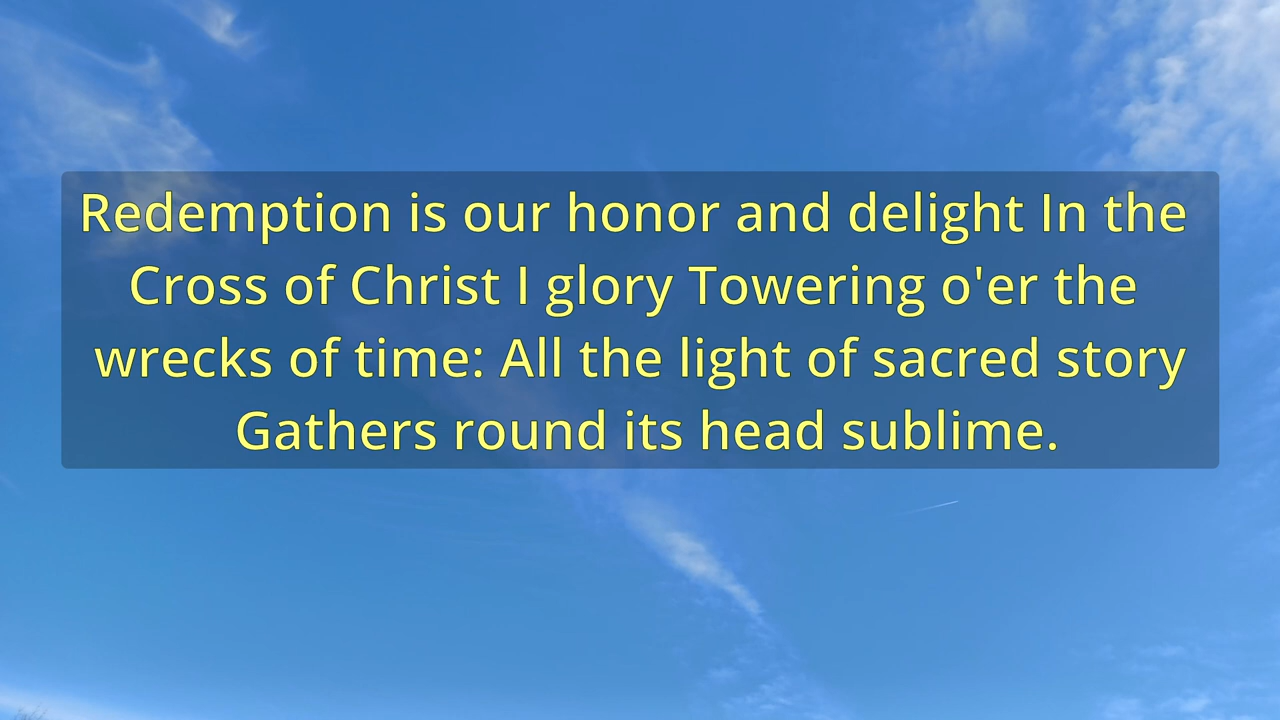 Redemption is our honor and delight In the
Cross of Christ I glory Towering o'er the
wrecks of time: All the light of sacred story
Gathers round its head sublime.